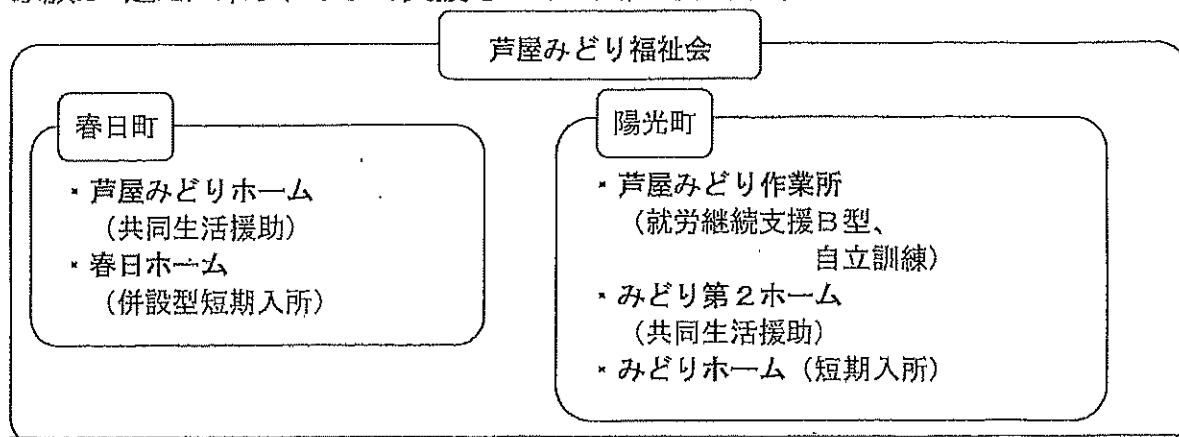 芦屋みどり福祉会
春日町
・芦屋みどりホーム
（共同生活援助）
・春日ホーム
（併設型短期入所）
陽光町
・芦屋みどり作業所
（就労継続支援Ｂ型、
自立訓練）
・みどり第２ホーム
（共同生活援助）
・みどりホーム（短期入所）